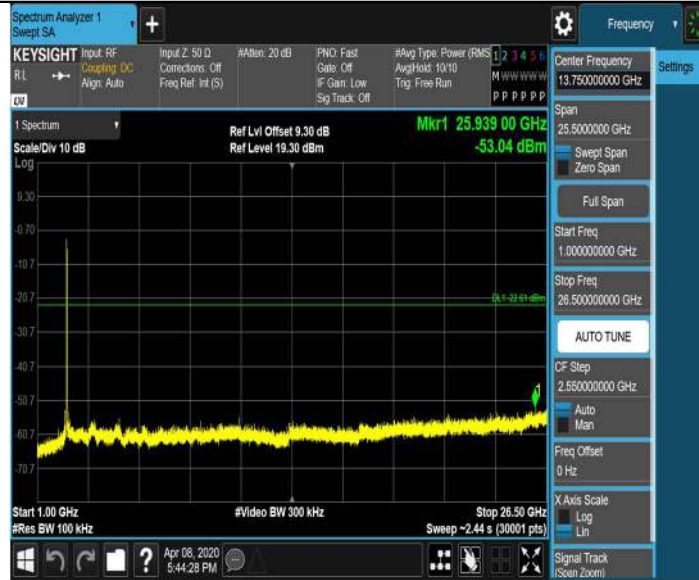 Spectrum Analyzer 1
Swept SA
+
Frequency
KEYSIGHT
RL
Input: RF
Coupling: DC
Align: Auto
Input Z: 50 Ω
Corrections: Off
Freq Ref: Int (S)
#Atten: 20 dB
PNO: Fast
Gate: Off
IF Gain: Low
Sig Track: Off
#Avg Type: Power (RMS
Avg|Hold: 10/10
Trig: Free Run
1 2 3 4 5 6
M W W W W W
P P P P P P
Settings
Center Frequency
13.750000000 GHz
Span
25.5000000 GHz
Swept Span
Zero Span
Full Span
Start Freq
1.000000000 GHz
Stop Freq
26.500000000 GHz
AUTO TUNE
CF Step
2.550000000 GHz
Auto
Man
Freq Offset
0 Hz
X Axis Scale
Log
Lin
Signal Track
(Span Zoom)
1 Spectrum
Scale/Div 10 dB
Log
Ref Lvl Offset 9.30 dB
Ref Level 19.30 dBm
Mkr1 25.939 00 GHz
-53.04 dBm
9.30
-0.70
-10.7
-20.7
-30.7
-40.7
-50.7
-60.7
-70.7
DL1 -22.61 dBm
1
Start 1.00 GHz
#Res BW 100 kHz
#Video BW 300 kHz
Stop 26.50 GHz
Sweep ~2.44 s (30001 pts)
?
Apr 08, 2020
5:44:28 PM